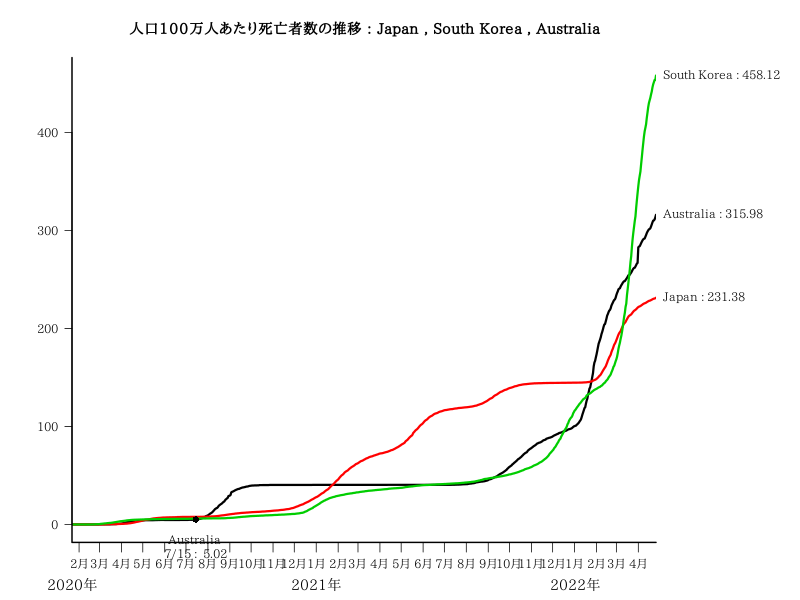 人口100万人あたり死亡者数の推移 : Japan , South Korea , Australia
South Korea : 458.12
400
Australia : 315.98
300
Japan : 231.38
200
100
0
Australia
7/15 : 5.02
2月 3月 4月 5月 6月 7月 8月 9月 10月 11月 12月 1月 2月 3月 4月 5月 6月 7月 8月 9月 10月 11月 12月 1月 2月 3月 4月
2020年 2021年 2022年